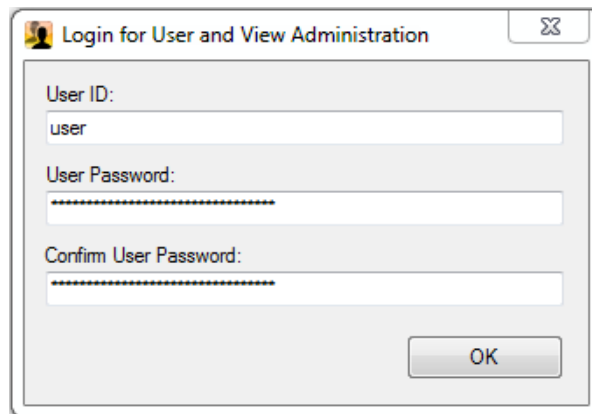 Login for User and View Administration
User ID:
user
User Password:
********************************
Confirm User Password:
********************************
OK